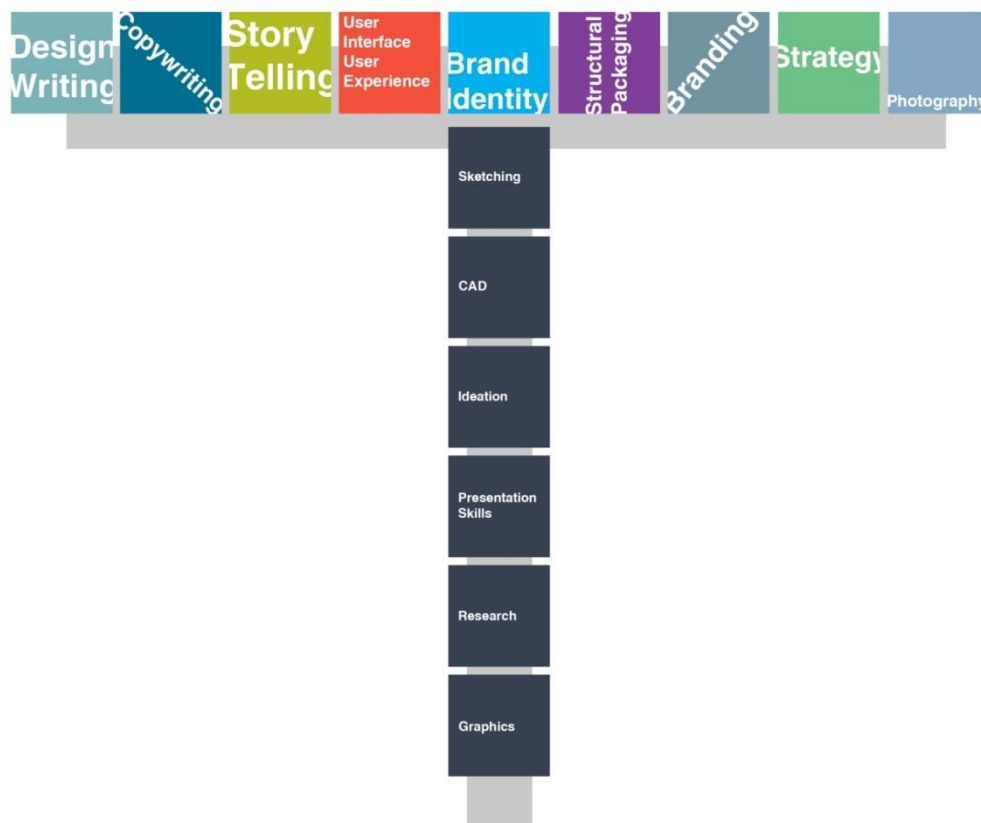 Design
Writing
Copywriting
Story
Telling
User
Interface
User
Experience
Brand
Identity
Structural
Packaging
Branding
Strategy
Photography
Sketching
CAD
Ideation
Presentation
Skills
Research
Graphics